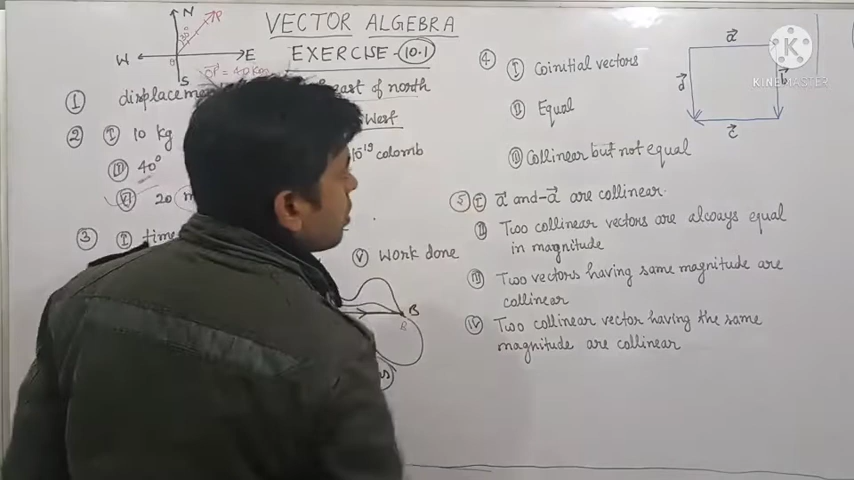 VECTOR ALGEBRA
EXERCISE - 10.1
N
P
30°
W
E
S
OP = 40 Km
① displacement east of north
West
② Ⅰ 10 kg
Ⅲ 40°
10⁻¹⁹ colomb
20 m
③ Ⅰ time
Ⅴ Work done
B
④ Ⅰ Coinitial vectors
Ⅱ Equal
Ⅲ Collinear but not equal
a
b
c
d
K
KINEMASTER
⑤ Ⅰ a and -a are collinear.
Ⅱ Two collinear vectors are always equal
in magnitude
Ⅲ Two vectors having same magnitude are
collinear
Ⅳ Two collinear vector having the same
magnitude are collinear